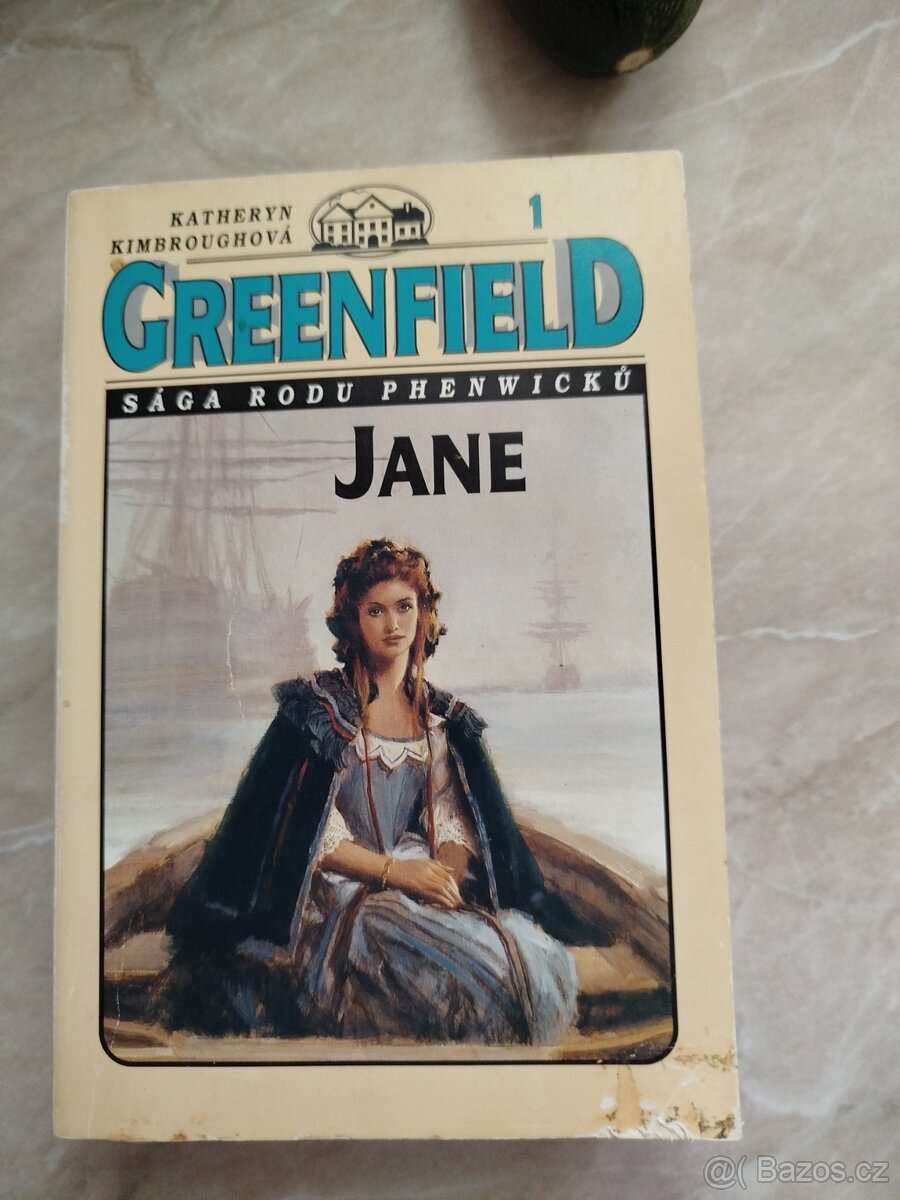 KATHERYN
KIMBROUGHOVÁ
1
GREENFIELD
SÁGA RODU PHENWICKŮ
JANE
@( Bazos.cz